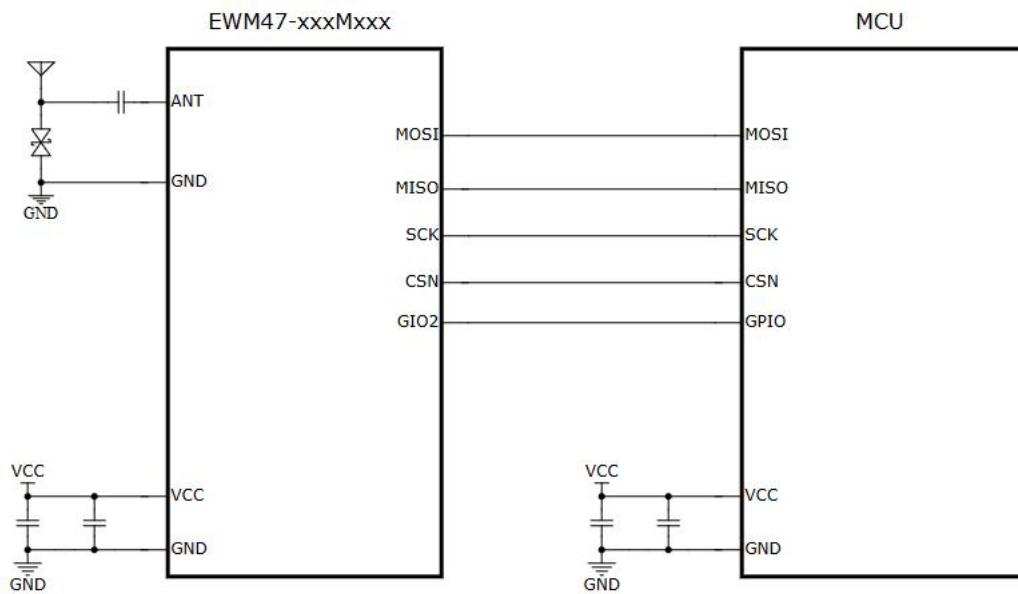 EWM47-xxxMxxx
MCU
ANT
GND
GND
MOSI
MISO
SCK
CSN
GIO2
MOSI
MISO
SCK
CSN
GPIO
VCC
VCC
GND
GND
VCC
VCC
GND
GND